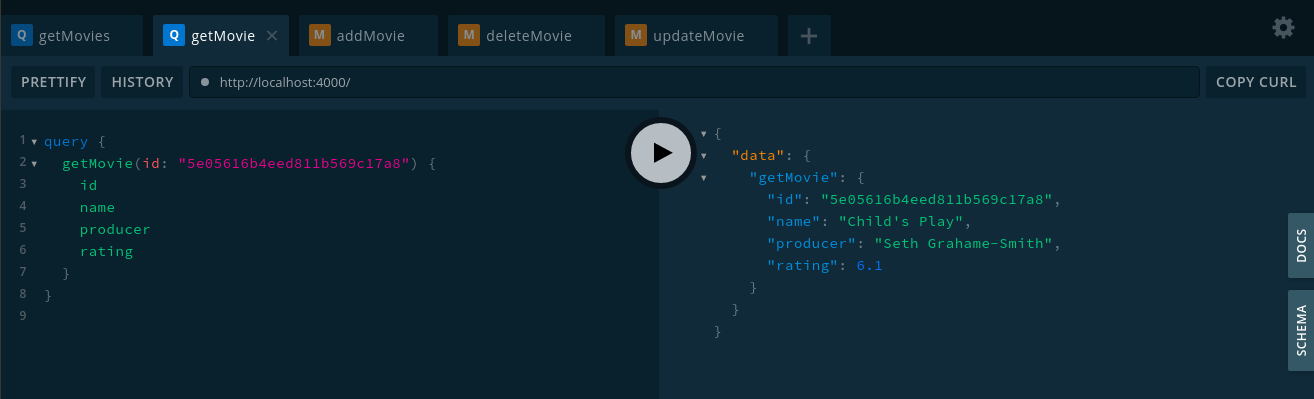 Q getMovies Q getMovie × M addMovie M deleteMovie M updateMovie +
PRETTIFY HISTORY http://localhost:4000/ COPY CURL
1 query {
2 getMovie(id: "5e05616b4eed811b569c17a8") {
3 id
4 name
5 producer
6 rating
7 }
8 }
9
{
"data": {
"getMovie": {
"id": "5e05616b4eed811b569c17a8",
"name": "Child's Play",
"producer": "Seth Grahame-Smith",
"rating": 6.1
}
}
}
DOCS
SCHEMA